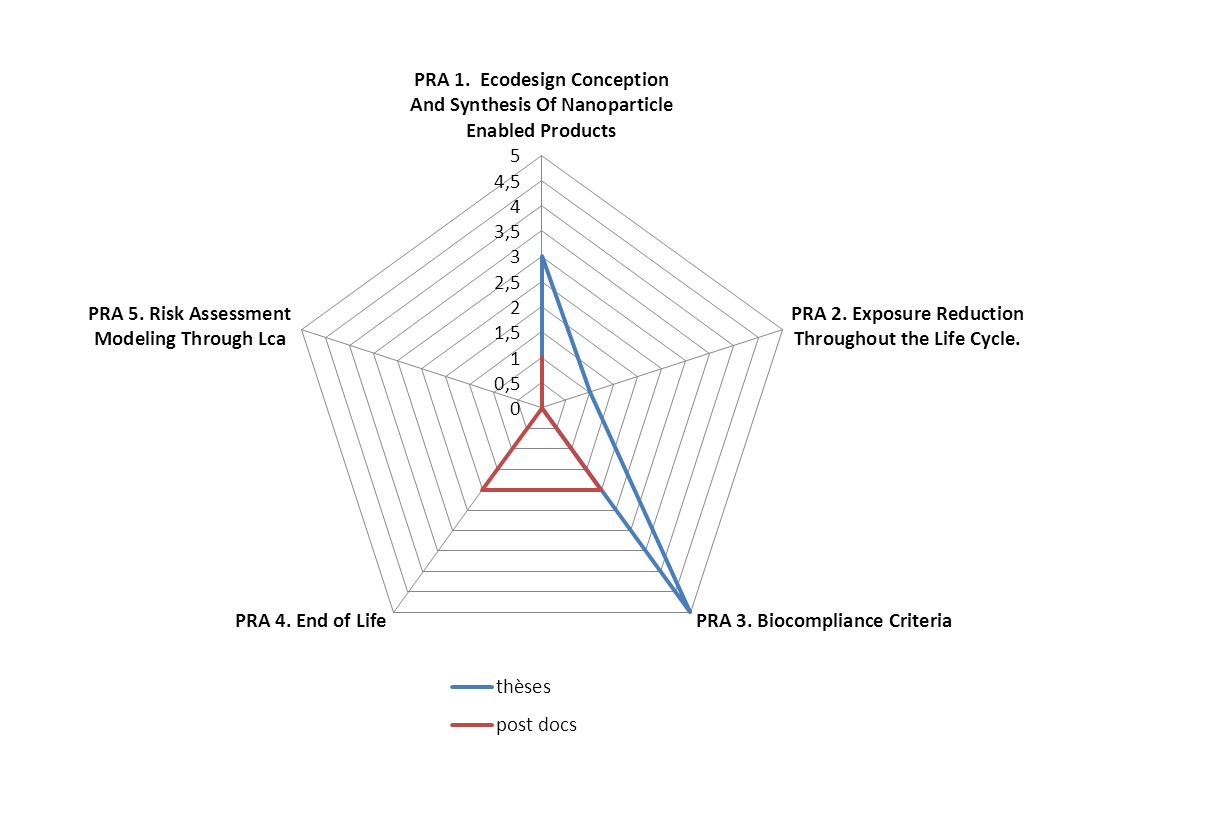 PRA 1.  Ecodesign Conception
And Synthesis Of Nanoparticle
Enabled Products
5
4,5
4
3,5
3
2,5
2
1,5
1
0,5
0
PRA 2. Exposure Reduction
Throughout the Life Cycle.
PRA 3. Biocompliance Criteria
PRA 4. End of Life
PRA 5. Risk Assessment
Modeling Through Lca
thèses
post docs